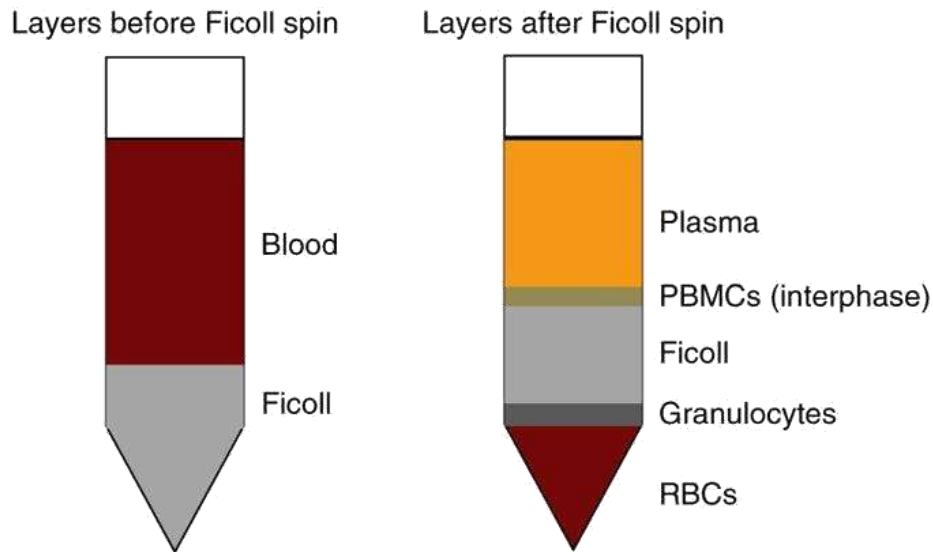 Layers before Ficoll spin
Blood
Ficoll
Layers after Ficoll spin
Plasma
PBMCs (interphase)
Ficoll
Granulocytes
RBCs